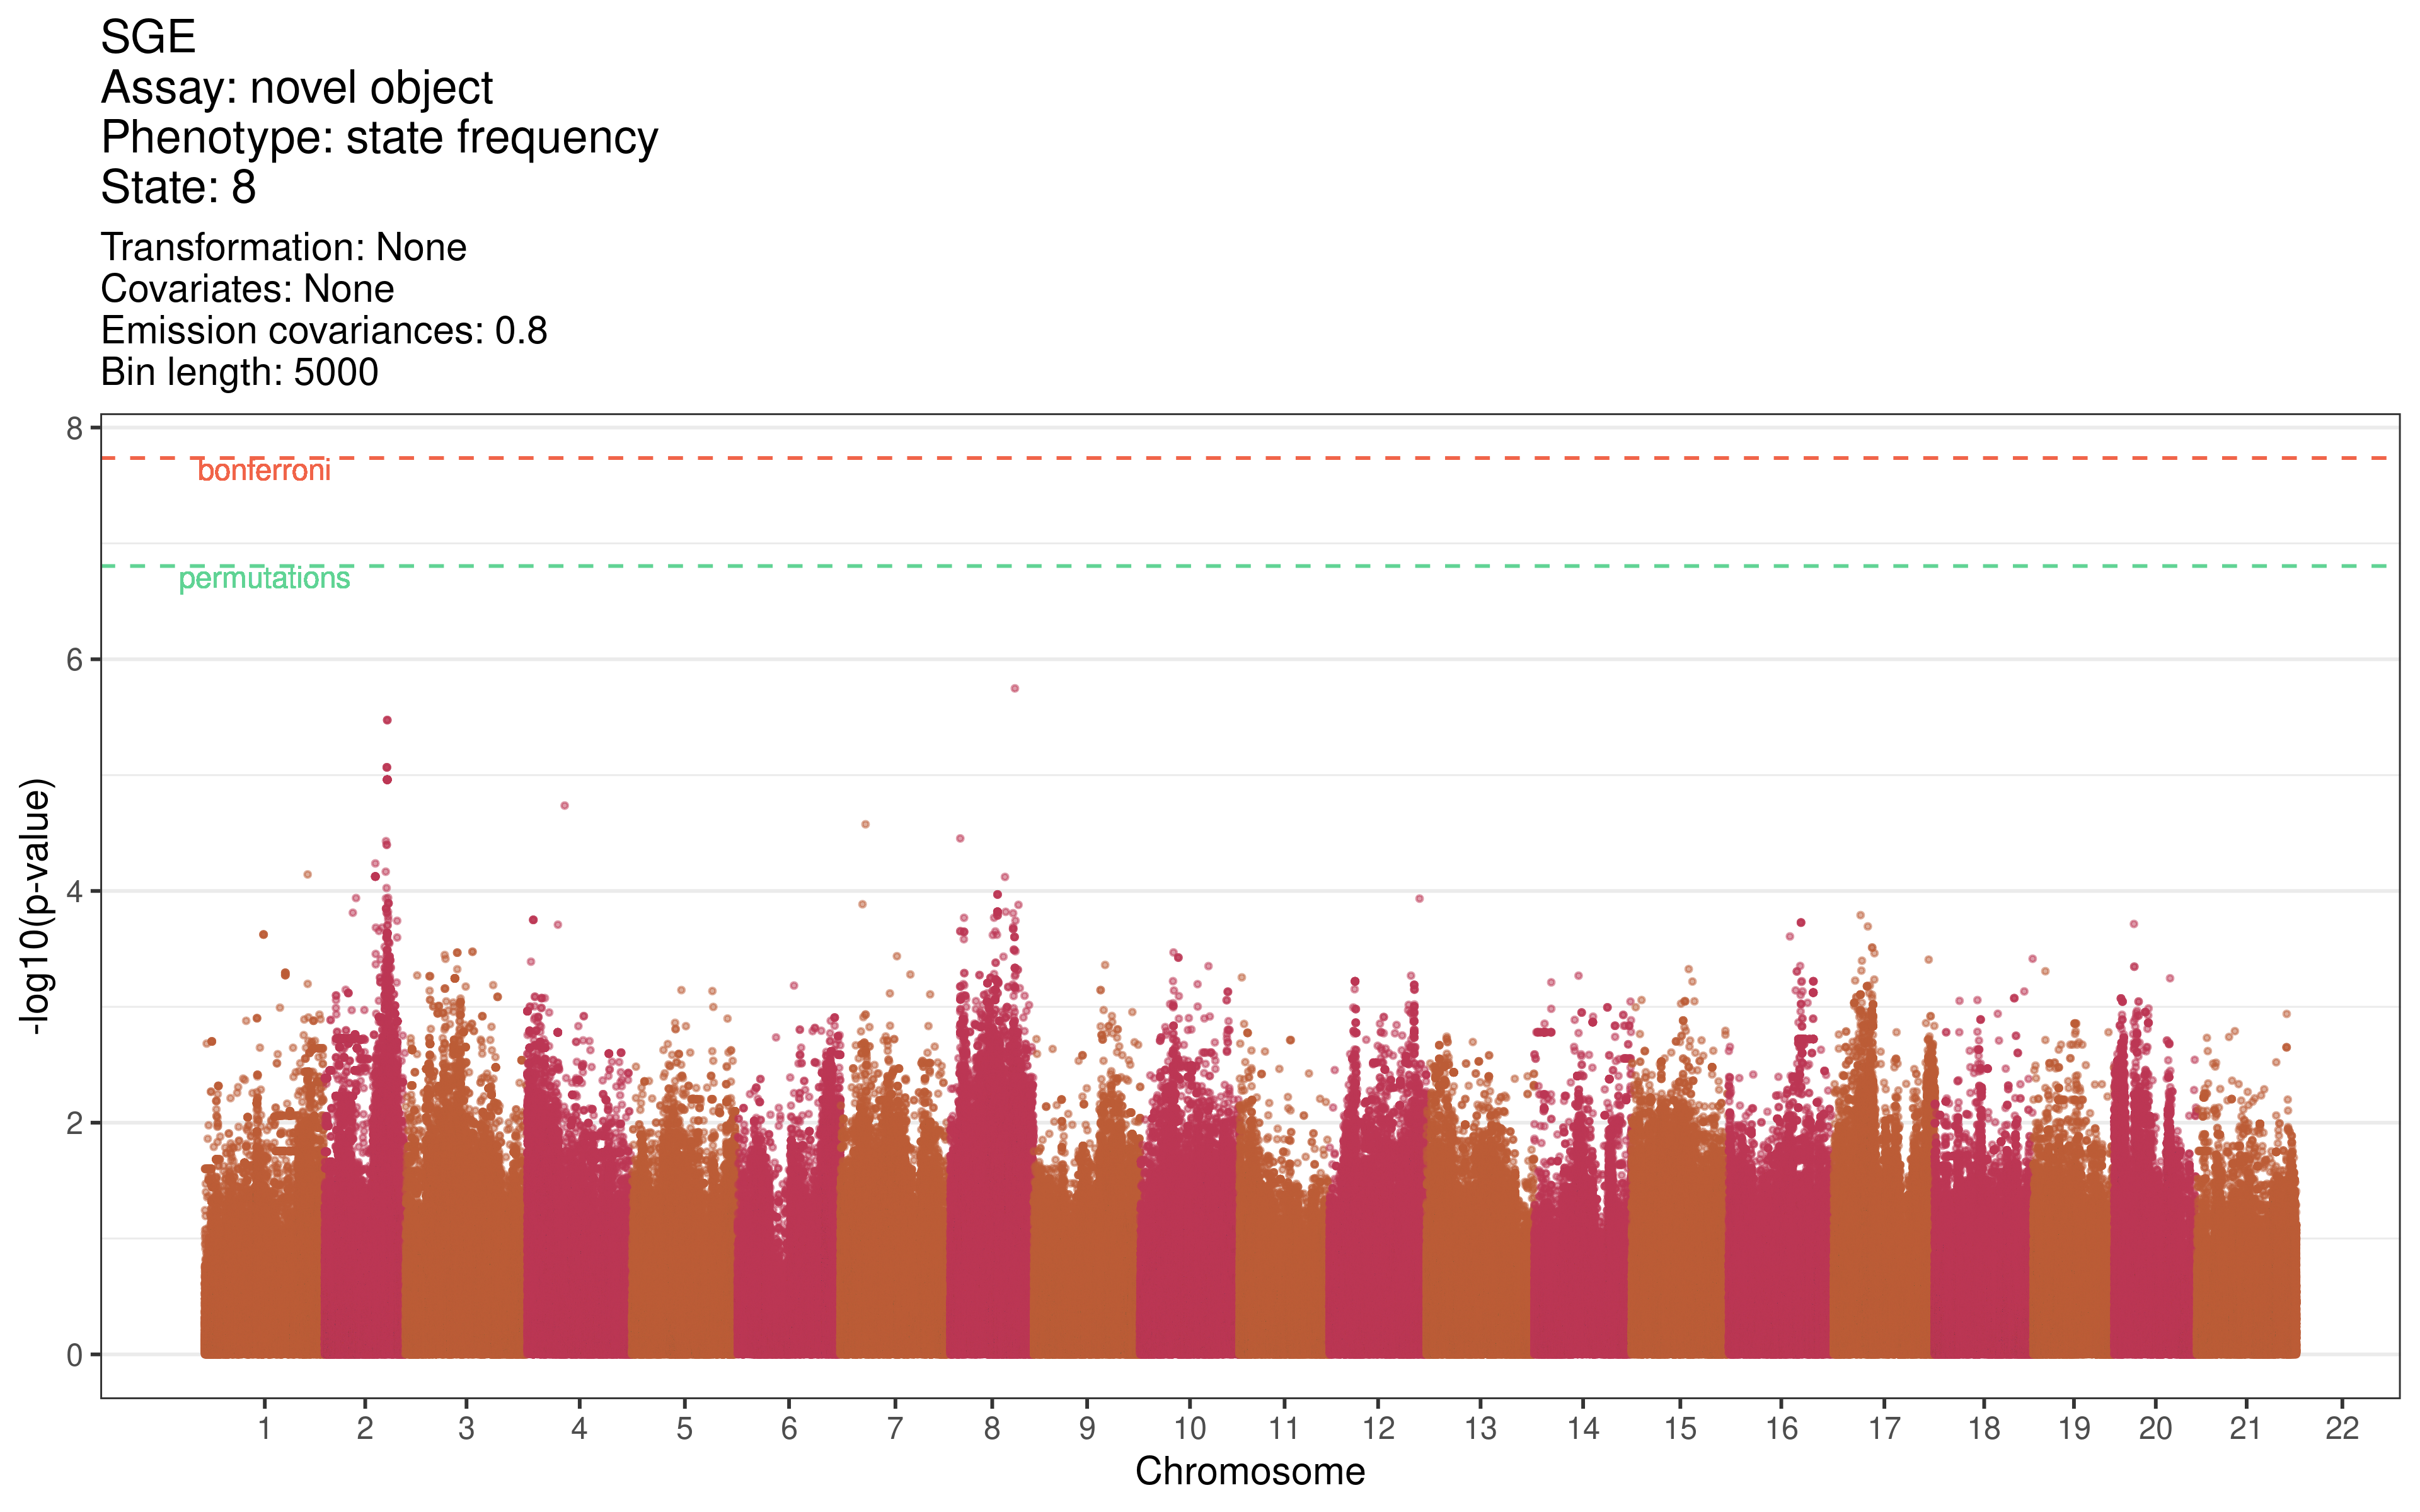 SGE
Assay: novel object
Phenotype: state frequency
State: 8
Transformation: None
Covariates: None
Emission covariances: 0.8
Bin length: 5000
8
bonferroni
permutations
6
4
2
0
-log10(p-value)
1 2 3 4 5 6 7 8 9 10 11 12 13 14 15 16 17 18 19 20 21 22
Chromosome